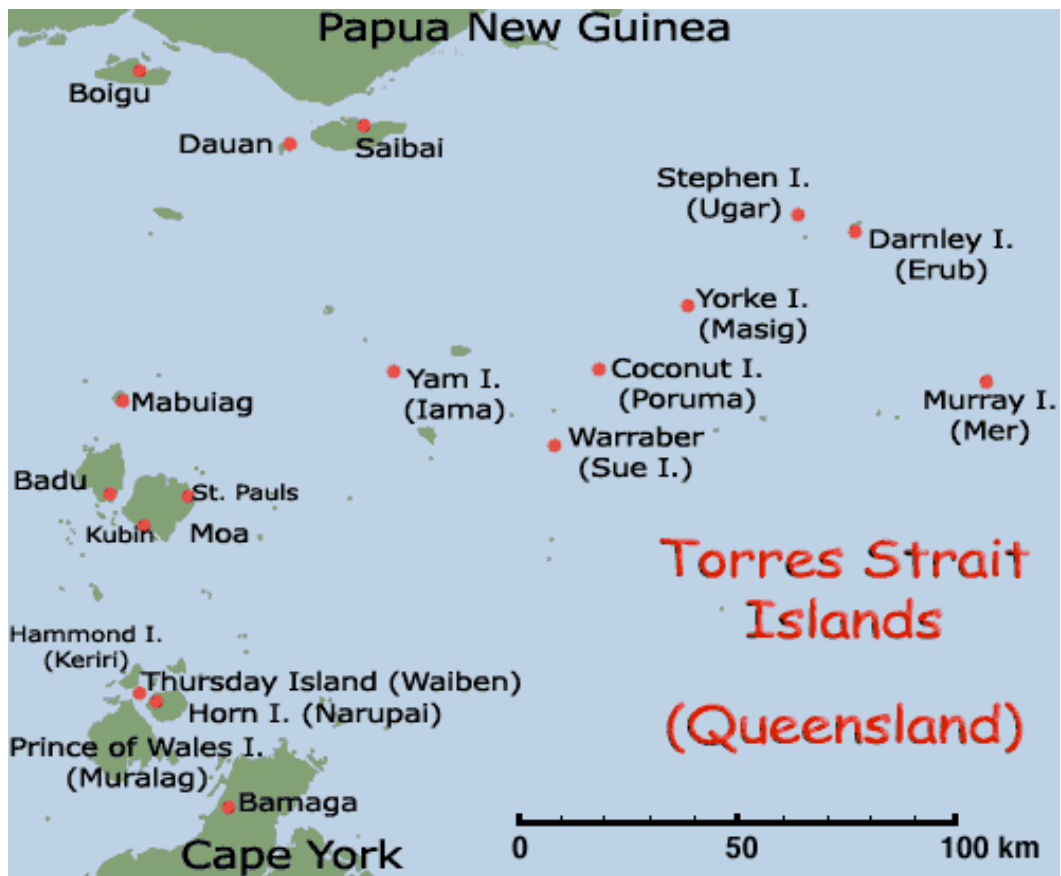 Papua New Guinea
Boigu
Dauan
Saibai
Stephen I.
(Ugar)
Darnley I.
(Erub)
Yorke I.
(Masig)
Coconut I.
(Poruma)
Yam I.
(Iama)
Murray I.
(Mer)
Mabuiag
Warraber
(Sue I.)
Badu
St. Pauls
Kubin
Moa
Torres Strait
Islands
(Queensland)
Hammond I.
(Keriri)
Thursday Island (Waiben)
Horn I. (Narupai)
Prince of Wales I.
(Muralag)
Bamaga
Cape York
0 50 100 km